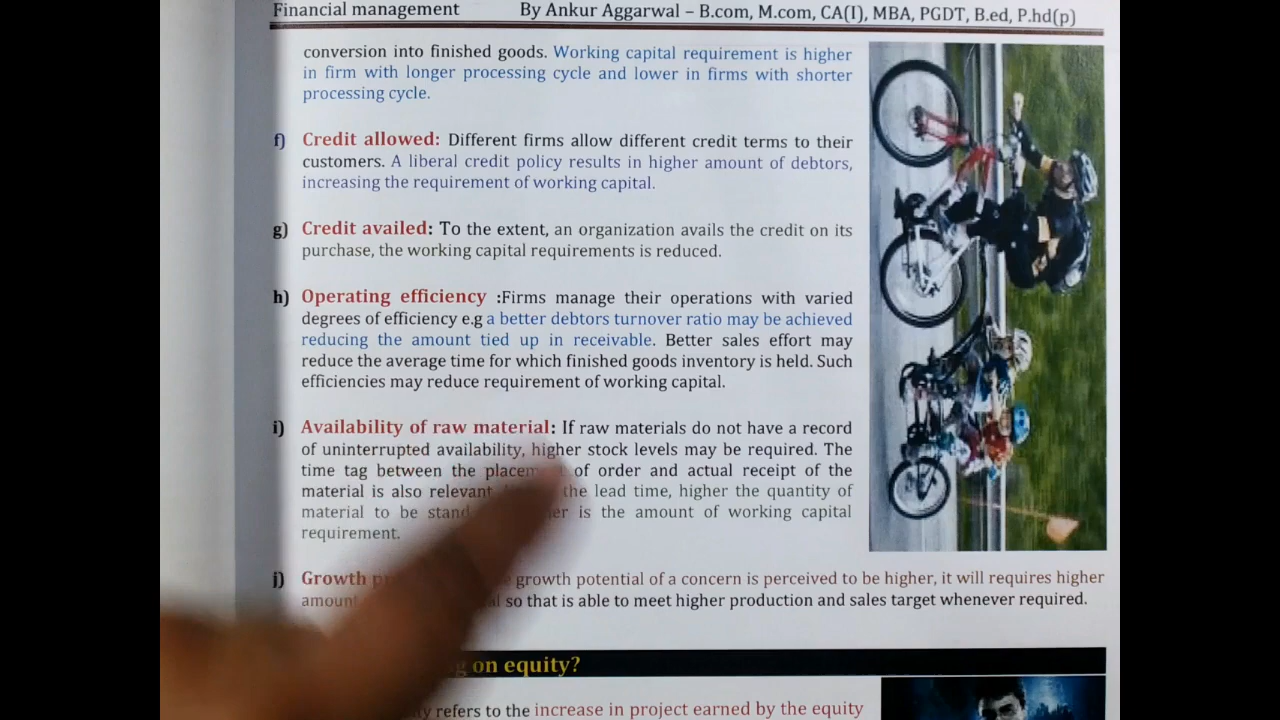 Financial management By Ankur Aggarwal – B.com, M.com, CA(I), MBA, PGDT, B.ed, P.hd(p)
conversion into finished goods. Working capital requirement is higher
in firm with longer processing cycle and lower in firms with shorter
processing cycle.
f) Credit allowed: Different firms allow different credit terms to their
customers. A liberal credit policy results in higher amount of debtors,
increasing the requirement of working capital.
g) Credit availed: To the extent, an organization avails the credit on its
purchase, the working capital requirements is reduced.
h) Operating efficiency :Firms manage their operations with varied
degrees of efficiency e.g a better debtors turnover ratio may be achieved
reducing the amount tied up in receivable. Better sales effort may
reduce the average time for which finished goods inventory is held. Such
efficiencies may reduce requirement of working capital.
i) Availability of raw material: If raw materials do not have a record
of uninterrupted availability, higher stock levels may be required. The
time tag between the of order and actual receipt of the
material is also relevant the lead time, higher the quantity of
material to be is the amount of working capital
requirement.
j) Growth growth potential of a concern is perceived to be higher, it will requires higher
amount so that is able to meet higher production and sales target whenever required.
on equity?
refers to the increase in project earned by the equity